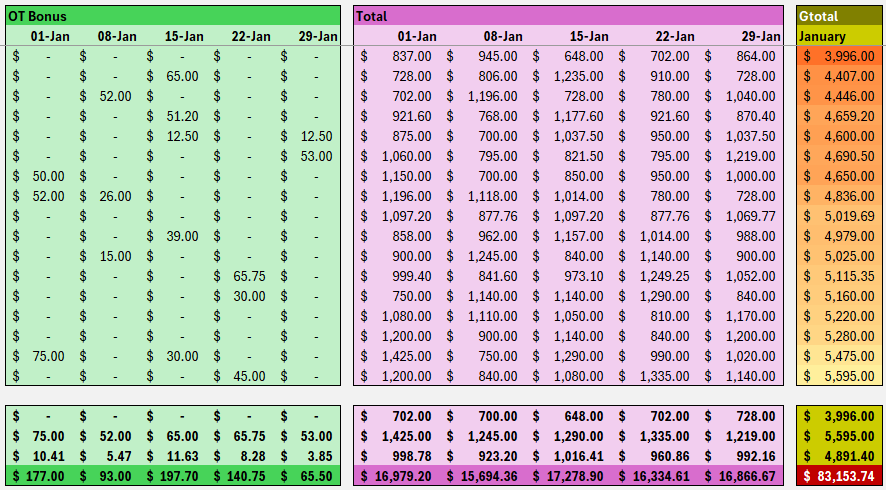 OT Bonus Total Gtotal
01-Jan 08-Jan 15-Jan 22-Jan 29-Jan 01-Jan 08-Jan 15-Jan 22-Jan 29-Jan January
$ - $ - $ - $ - $ - $ 837.00 $ 945.00 $ 648.00 $ 702.00 $ 864.00 $ 3,996.00
$ - $ - $ 65.00 $ - $ - $ 728.00 $ 806.00 $ 1,235.00 $ 910.00 $ 728.00 $ 4,407.00
$ - $ 52.00 $ - $ - $ - $ 702.00 $ 1,196.00 $ 728.00 $ 780.00 $ 1,040.00 $ 4,446.00
$ - $ - $ 51.20 $ - $ - $ 921.60 $ 768.00 $ 1,177.60 $ 921.60 $ 870.40 $ 4,659.20
$ - $ - $ 12.50 $ - $ 12.50 $ 875.00 $ 700.00 $ 1,037.50 $ 950.00 $ 1,037.50 $ 4,600.00
$ - $ - $ - $ - $ 53.00 $ 1,060.00 $ 795.00 $ 821.50 $ 795.00 $ 1,219.00 $ 4,690.50
$ 50.00 $ - $ - $ - $ - $ 1,150.00 $ 700.00 $ 850.00 $ 950.00 $ 1,000.00 $ 4,650.00
$ 52.00 $ 26.00 $ - $ - $ - $ 1,196.00 $ 1,118.00 $ 1,014.00 $ 780.00 $ 728.00 $ 4,836.00
$ - $ - $ - $ - $ - $ 1,097.20 $ 877.76 $ 1,097.20 $ 877.76 $ 1,069.77 $ 5,019.69
$ - $ - $ 39.00 $ - $ - $ 858.00 $ 962.00 $ 1,157.00 $ 1,014.00 $ 988.00 $ 4,979.00
$ - $ 15.00 $ - $ - $ - $ 900.00 $ 1,245.00 $ 840.00 $ 1,140.00 $ 900.00 $ 5,025.00
$ - $ - $ - $ 65.75 $ - $ 999.40 $ 841.60 $ 973.10 $ 1,249.25 $ 1,052.00 $ 5,115.35
$ - $ - $ - $ 30.00 $ - $ 750.00 $ 1,140.00 $ 1,140.00 $ 1,290.00 $ 840.00 $ 5,160.00
$ - $ - $ - $ - $ - $ 1,080.00 $ 1,110.00 $ 1,050.00 $ 810.00 $ 1,170.00 $ 5,220.00
$ - $ - $ - $ - $ - $ 1,200.00 $ 900.00 $ 1,140.00 $ 840.00 $ 1,200.00 $ 5,280.00
$ 75.00 $ - $ 30.00 $ - $ - $ 1,425.00 $ 750.00 $ 1,290.00 $ 990.00 $ 1,020.00 $ 5,475.00
$ - $ - $ - $ 45.00 $ - $ 1,200.00 $ 840.00 $ 1,080.00 $ 1,335.00 $ 1,140.00 $ 5,595.00
$ - $ - $ - $ - $ - $ 702.00 $ 700.00 $ 648.00 $ 702.00 $ 728.00 $ 3,996.00
$ 75.00 $ 52.00 $ 65.00 $ 65.75 $ 53.00 $ 1,425.00 $ 1,245.00 $ 1,290.00 $ 1,335.00 $ 1,219.00 $ 5,595.00
$ 10.41 $ 5.47 $ 11.63 $ 8.28 $ 3.85 $ 998.78 $ 923.20 $ 1,016.41 $ 960.86 $ 992.16 $ 4,891.40
$ 177.00 $ 93.00 $ 197.70 $ 140.75 $ 65.50 $ 16,979.20 $ 15,694.36 $ 17,278.90 $ 16,334.61 $ 16,866.67 $ 83,153.74